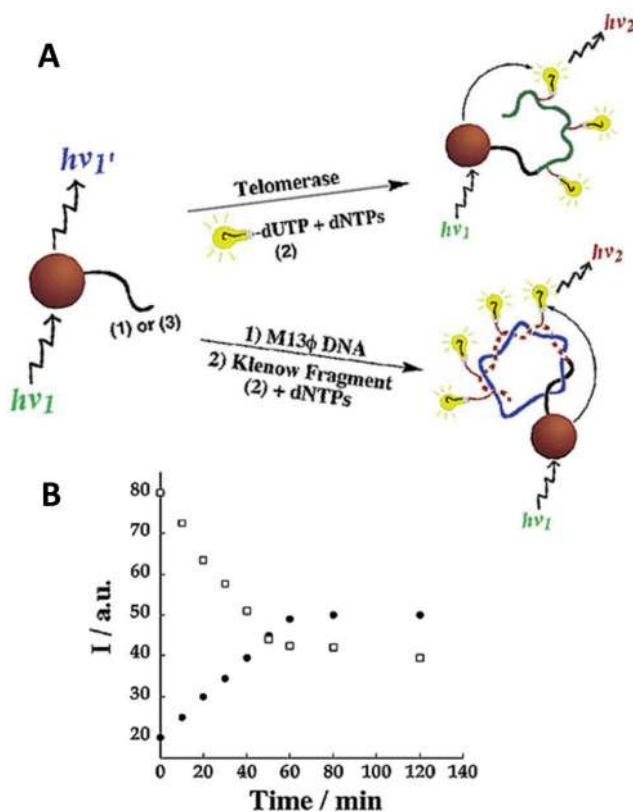 A
hν2
hν1'
Telomerase
-dUTP + dNTPs
(2)
hν1
(1) or (3)
hν2
1) M13ϕ DNA
2) Klenow Fragment
(2) + dNTPs
hν1
hν1
B
I / a.u.
80
70
60
50
40
30
20
0 20 40 60 80 100 120 140
Time / min